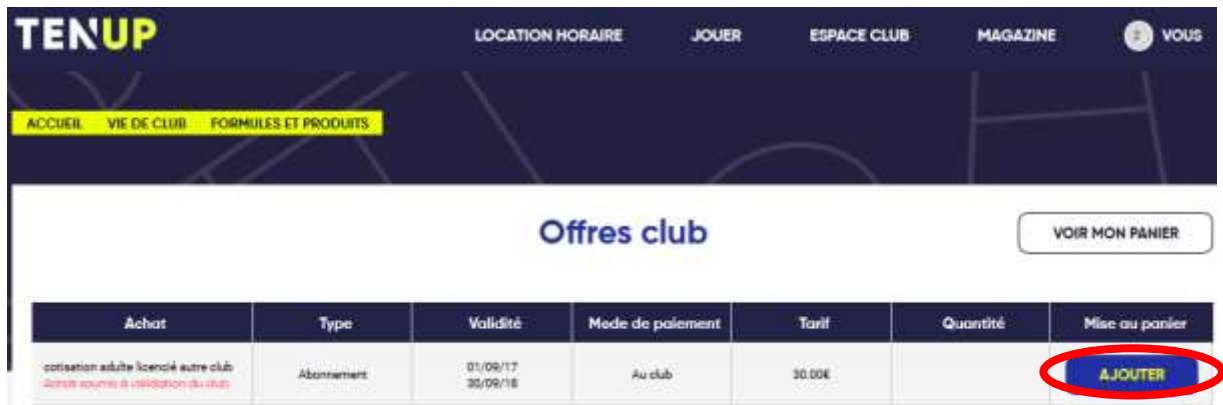 TEN'UP
LOCATION HORAIRE JOUER ESPACE CLUB MAGAZINE VOUS
ACCUEIL VIE DE CLUB FORMULES ET PRODUITS
Offres club
VOIR MON PANIER
Achat Type Validité Mode de paiement Tarif Quantité Mise au panier
cotisation adulte licencié autre club
Achat soumis à validation du club
Abonnement
01/09/17
30/09/18
Au club
30.00€
AJOUTER